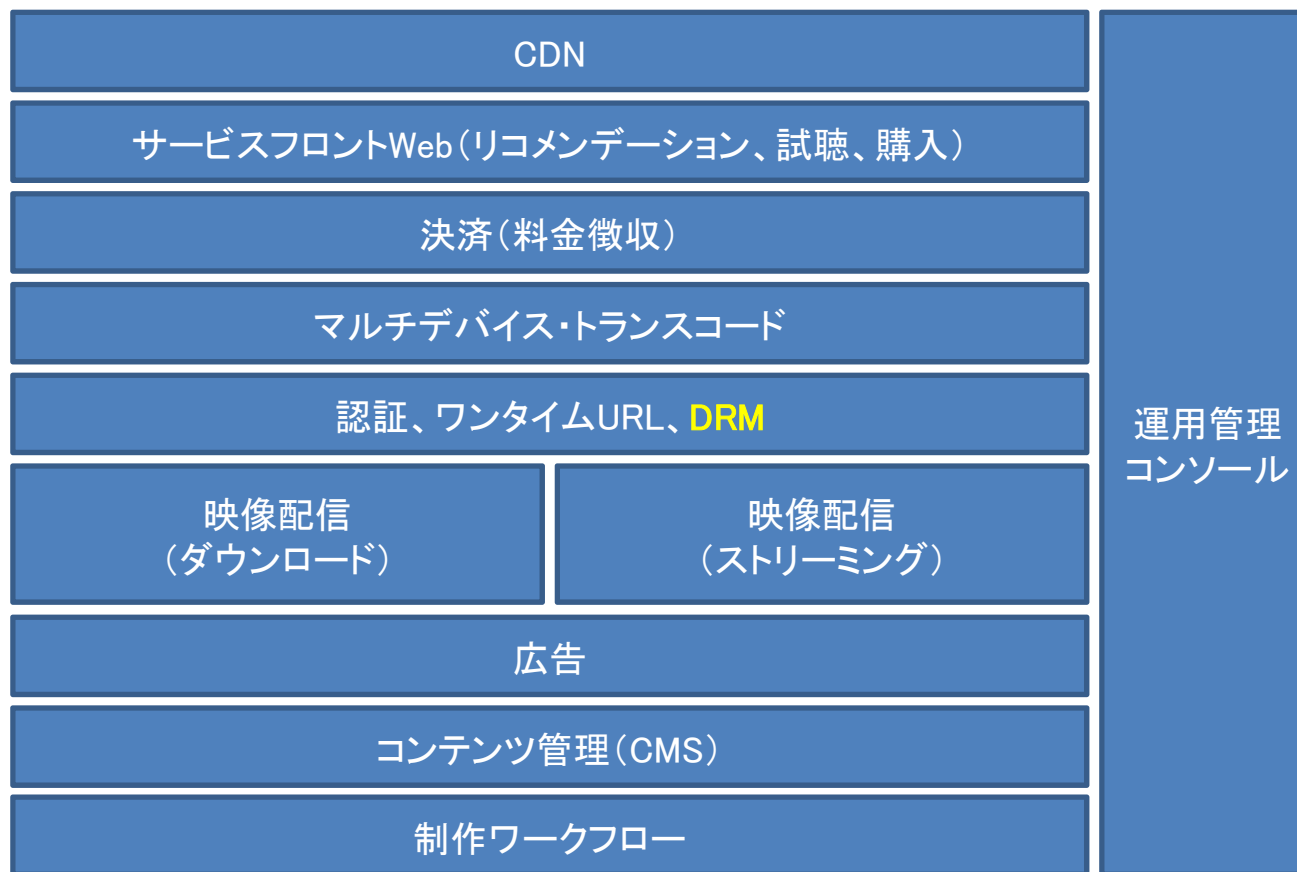 CDN
サービスフロントWeb（リコメンデーション、試聴、購入）
決済（料金徴収）
マルチデバイス・トランスコード
認証、ワンタイムURL、DRM
映像配信
（ダウンロード）
映像配信
（ストリーミング）
広告
コンテンツ管理（CMS）
制作ワークフロー
運用管理
コンソール